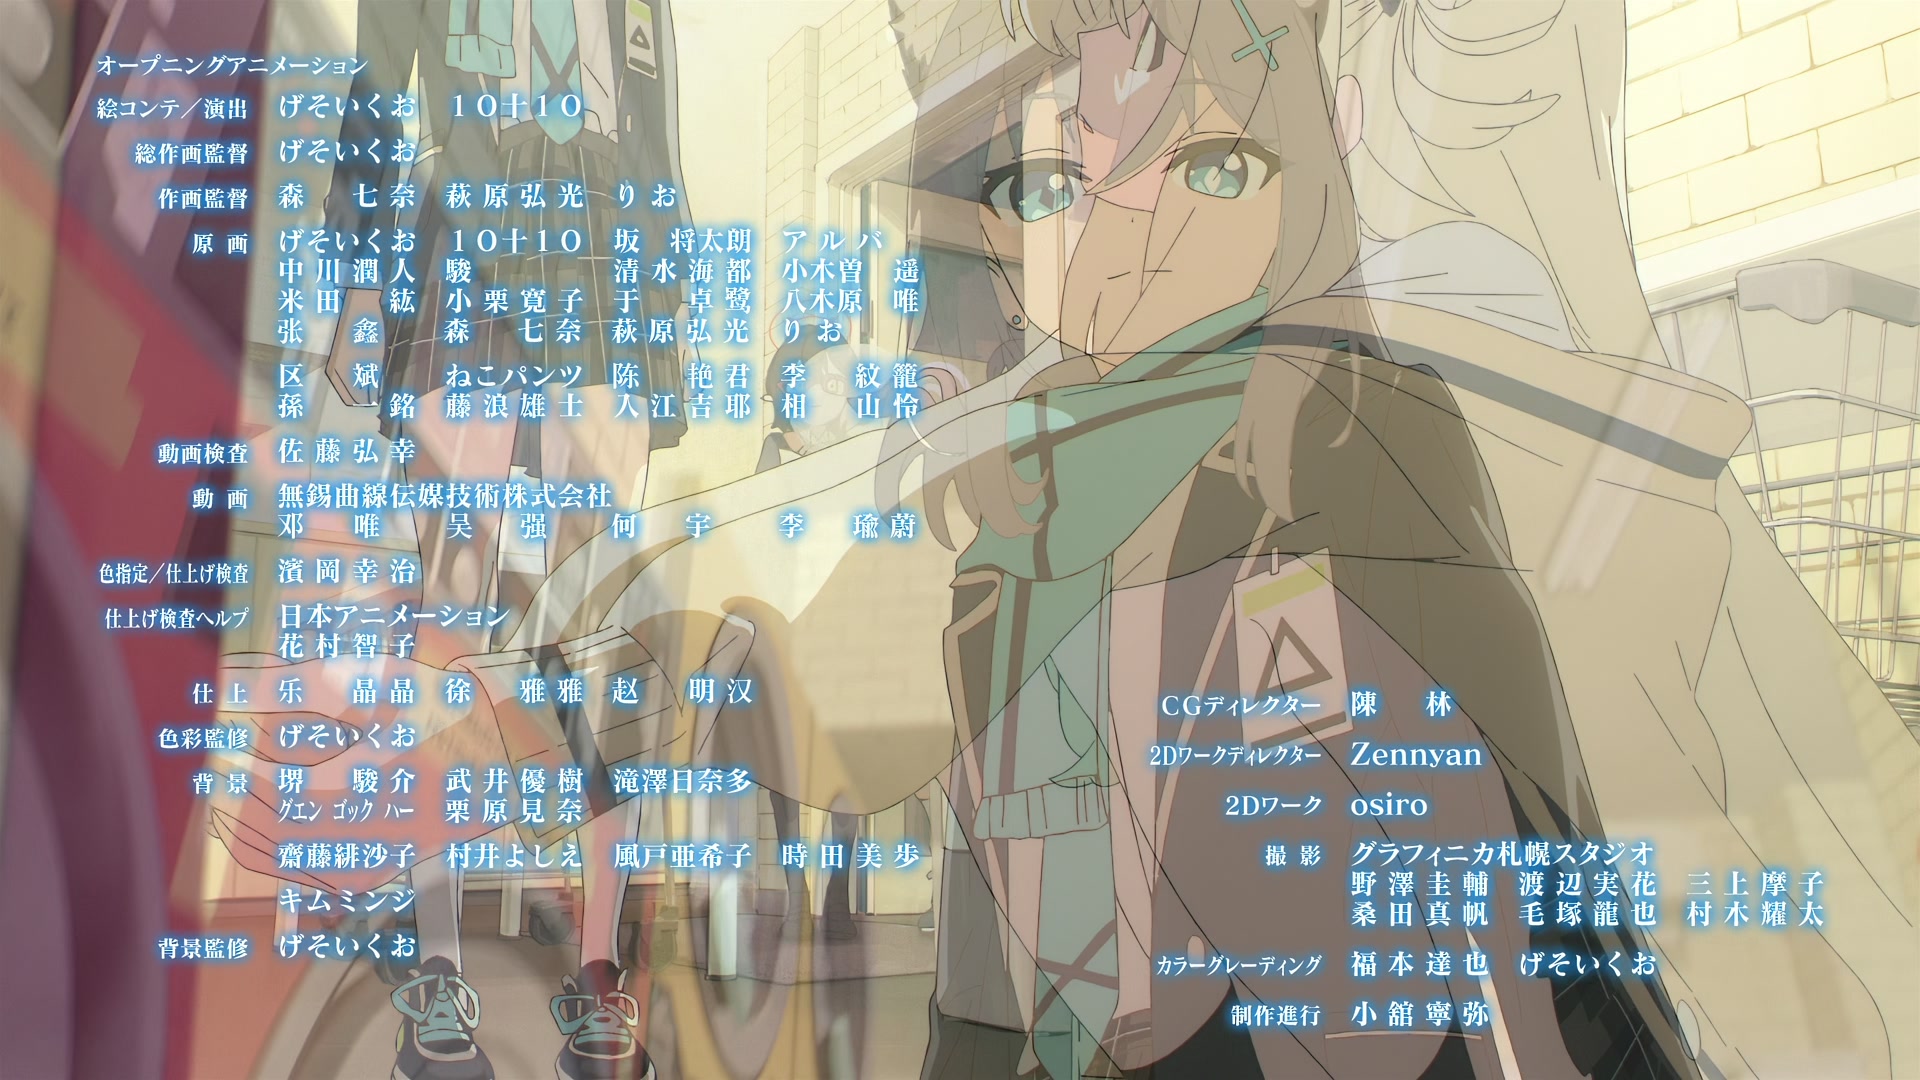 オープニングアニメーション
絵コンテ／演出 げそいくお 10十10
総作画監督 げそいくお
作画監督 森 七奈 萩原弘光 りお
原画 げそいくお 10十10 坂 将太朗 アルバ
中川潤人 駿 清水海都 小木曽 遥
米田 紘 小栗寛子 于 卓鹭 八木原 唯
张 鑫 森 七奈 萩原弘光 りお
区 斌 ねこパンツ 陈 艳君 李 紋籠
孫 一銘 藤浪雄士 入江吉耶 相 山怜
動画検査 佐藤弘幸
動画 無錫曲線伝媒技術株式会社
邓 唯 吴 强 何 宇 李 瑜蔚
色指定／仕上げ検査 濱岡幸治
仕上げ検査ヘルプ 日本アニメーション
花村智子
仕上 乐 晶晶 徐 雅雅 赵 明汉
色彩監修 げそいくお
背景 堺 駿介 武井優樹 滝澤日奈多
グエン ゴック ハー 栗原見奈
齋藤緋沙子 村井よしえ 風戸亜希子 時田美歩
キムミンジ
背景監修 げそいくお
CGディレクター 陳 林
2Dワークディレクター Zennyan
2Dワーク osiro
撮影 グラフィニカ札幌スタジオ
野澤圭輔 渡辺実花 三上摩子
桑田真帆 毛塚龍也 村木耀太
カラーグレーディング 福本達也 げそいくお
制作進行 小舘寧弥